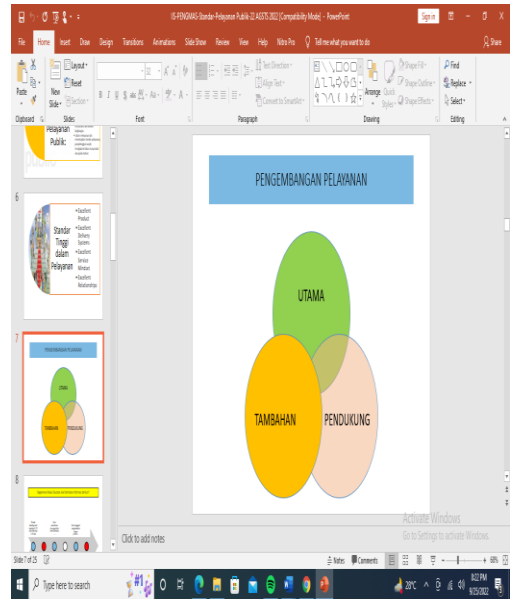 IS-PENGMAS-Standar-Pelayanan Publik-22 AGSTS 2022 [Compatibility Mode] - PowerPoint
Sign in
File Home Insert Draw Design Transitions Animations Slide Show Review View Help Nitro Pro Tell me what you want to do
Share
Paste
New
Slide
Layout
Reset
Section
Text Direction
Align Text
Convert to SmartArt
Arrange
Quick
Styles
Shape Fill
Shape Outline
Shape Effects
Find
Replace
Select
Clipboard Slides Font Paragraph Drawing Editing
Pelayanan
Publik:
6
Standar
Tinggi
dalam
Pelayanan
•Excellent
Product
•Excellent
Delivery
Systems
•Excellent
Service
Mindset
•Excellent
Relationships
7
PENGEMBANGAN PELAYANAN
UTAMA
TAMBAHAN
PENDUKUNG
8
PENGEMBANGAN PELAYANAN
UTAMA
TAMBAHAN
PENDUKUNG
Activate Windows
Go to Settings to activate Windows.
Click to add notes
Slide 7 of 25
Notes Comments
68%
Type here to search
#1
28°C
8:22 PM
9/25/2022